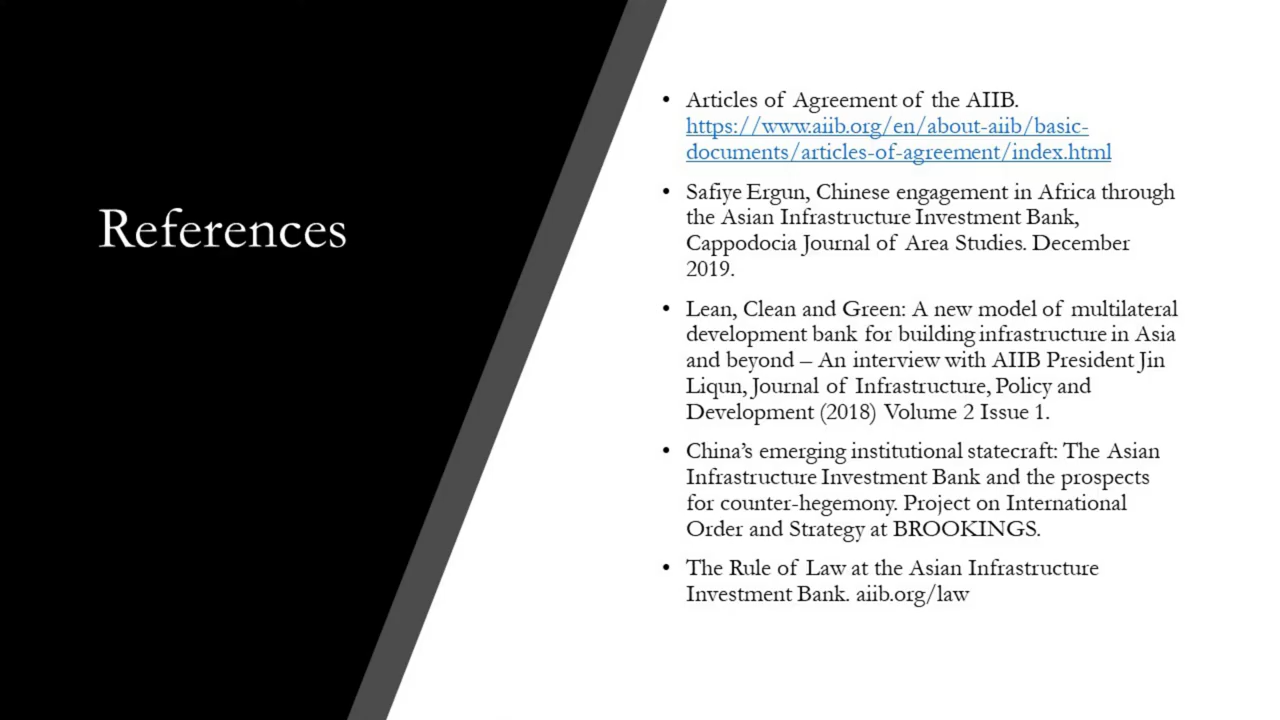 References
• Articles of Agreement of the AIIB.
https://www.aiib.org/en/about-aiib/basic-
documents/articles-of-agreement/index.html
• Safiye Ergun, Chinese engagement in Africa through
the Asian Infrastructure Investment Bank,
Cappodocia Journal of Area Studies. December
2019.
• Lean, Clean and Green: A new model of multilateral
development bank for building infrastructure in Asia
and beyond – An interview with AIIB President Jin
Liqun, Journal of Infrastructure, Policy and
Development (2018) Volume 2 Issue 1.
• China’s emerging institutional statecraft: The Asian
Infrastructure Investment Bank and the prospects
for counter-hegemony. Project on International
Order and Strategy at BROOKINGS.
• The Rule of Law at the Asian Infrastructure
Investment Bank. aiib.org/law